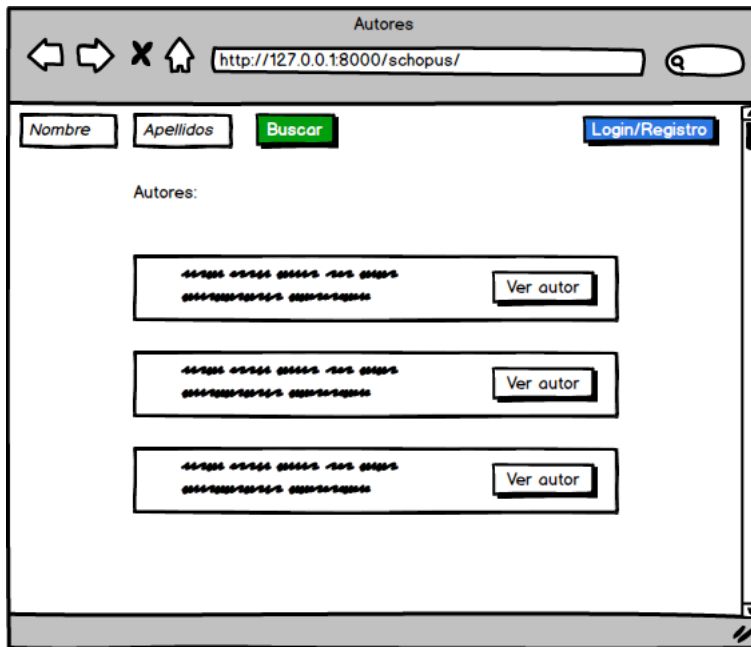 Autores
http://127.0.0.1:8000/schopus/
Nombre Apellidos Buscar Login/Registro
Autores:
Ver autor
Ver autor
Ver autor